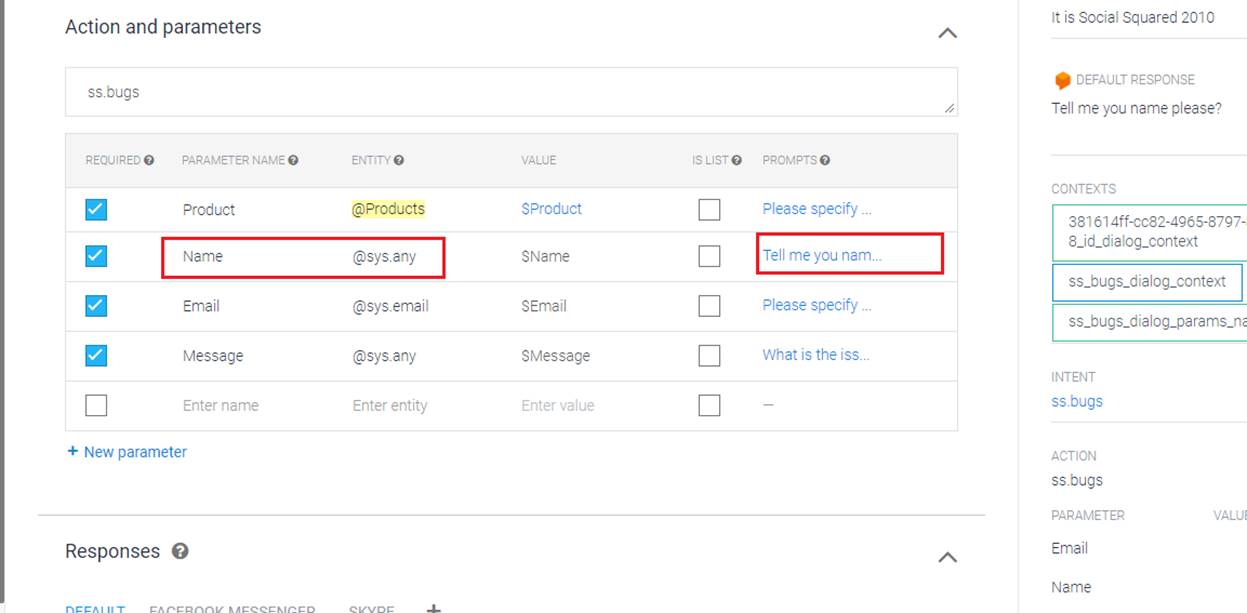 Action and parameters
ss.bugs
REQUIRED PARAMETER NAME ENTITY VALUE IS LIST PROMPTS
Product @Products $Product Please specify ...
Name @sys.any $Name Tell me you nam...
Email @sys.email $Email Please specify ...
Message @sys.any $Message What is the iss...
Enter name Enter entity Enter value —
+ New parameter
Responses
DEFAULT FACEBOOK MESSENGER SKYPE +
It is Social Squared 2010
DEFAULT RESPONSE
Tell me you name please?
CONTEXTS
381614ff-cc82-4965-8797-
8_id_dialog_context
ss_bugs_dialog_context
ss_bugs_dialog_params_na
INTENT
ss.bugs
ACTION
ss.bugs
PARAMETER VALUE
Email
Name